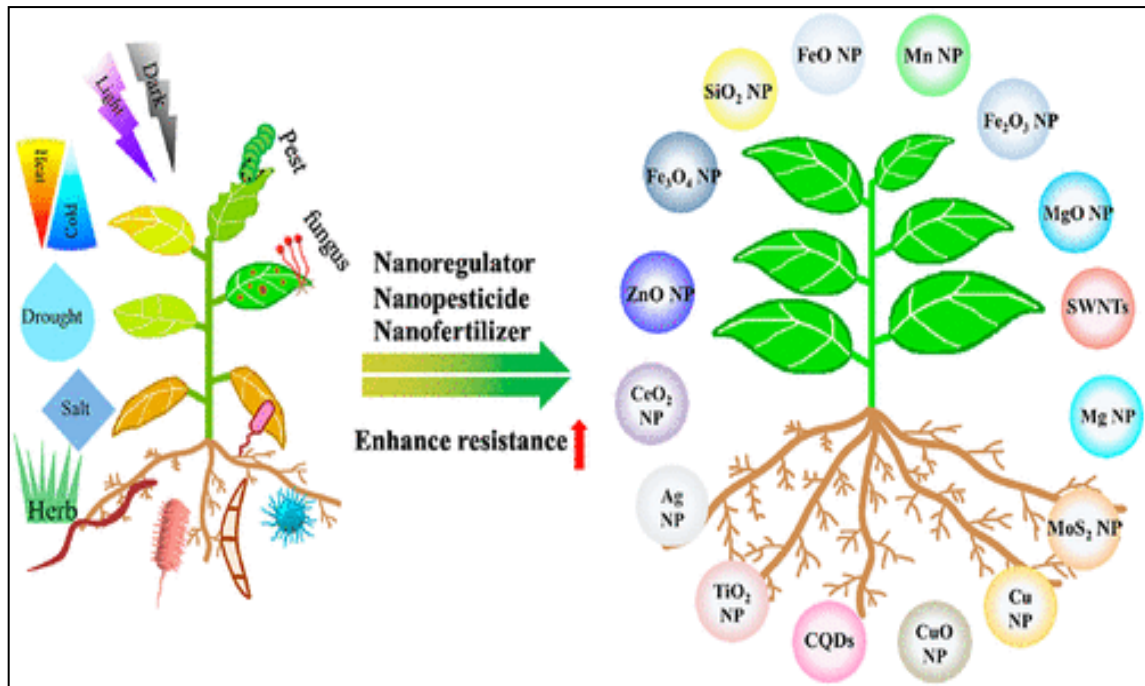 Dark
Light
Pest
Heat
Cold
fungus
Drought
Salt
Herb
Nanoregulator
Nanopesticide
Nanofertilizer
Enhance resistance
FeO NP
Mn NP
SiO₂ NP
Fe₂O₃ NP
Fe₃O₄ NP
MgO NP
ZnO NP
SWNTs
CeO₂
NP
Mg NP
Ag
NP
MoS₂ NP
TiO₂
NP
Cu
NP
CQDs
CuO
NP